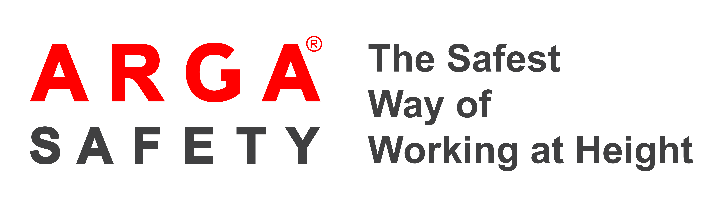 ARGA®
SAFETY
The Safest
Way of
Working at Height